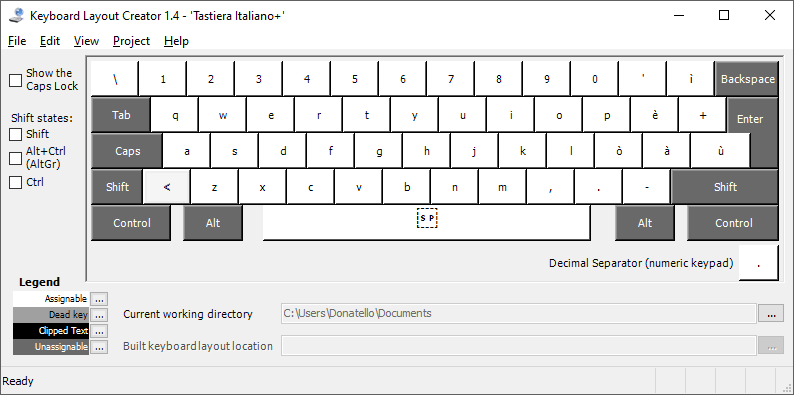 Keyboard Layout Creator 1.4 - 'Tastiera Italiano+'
File Edit View Project Help
Show the
Caps Lock
Shift states:
Shift
Alt+Ctrl
(AltGr)
Ctrl
\ 1 2 3 4 5 6 7 8 9 0 ' ì Backspace
Tab q w e r t y u i o p è + Enter
Caps a s d f g h j k l ò à ù
Shift < z x c v b n m , . - Shift
Control Alt SP Alt Control
Decimal Separator (numeric keypad) .
Legend
Assignable ...
Dead key ...
Clipped Text ...
Unassignable ...
Current working directory C:\Users\Donatello\Documents ...
Built keyboard layout location ...
Ready